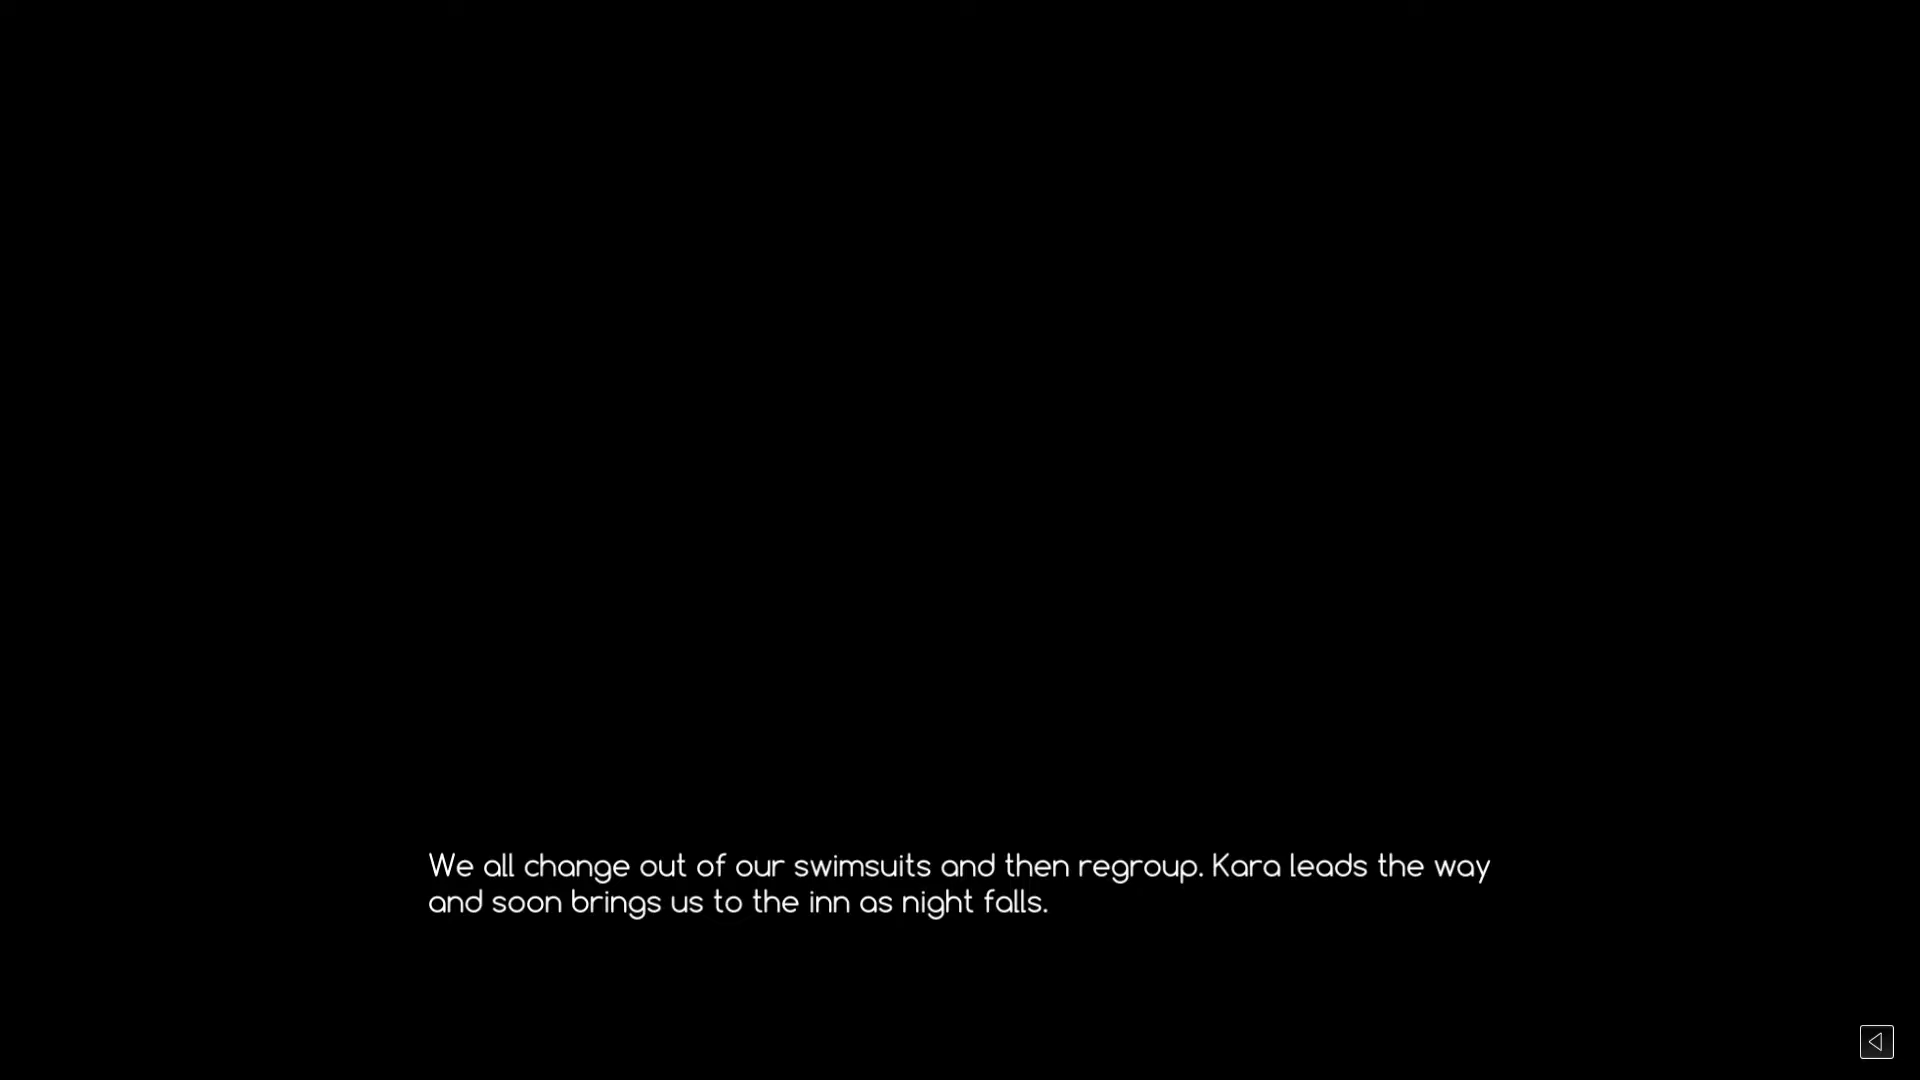 We all change out of our swimsuits and then regroup. Kara leads the way
and soon brings us to the inn as night falls.